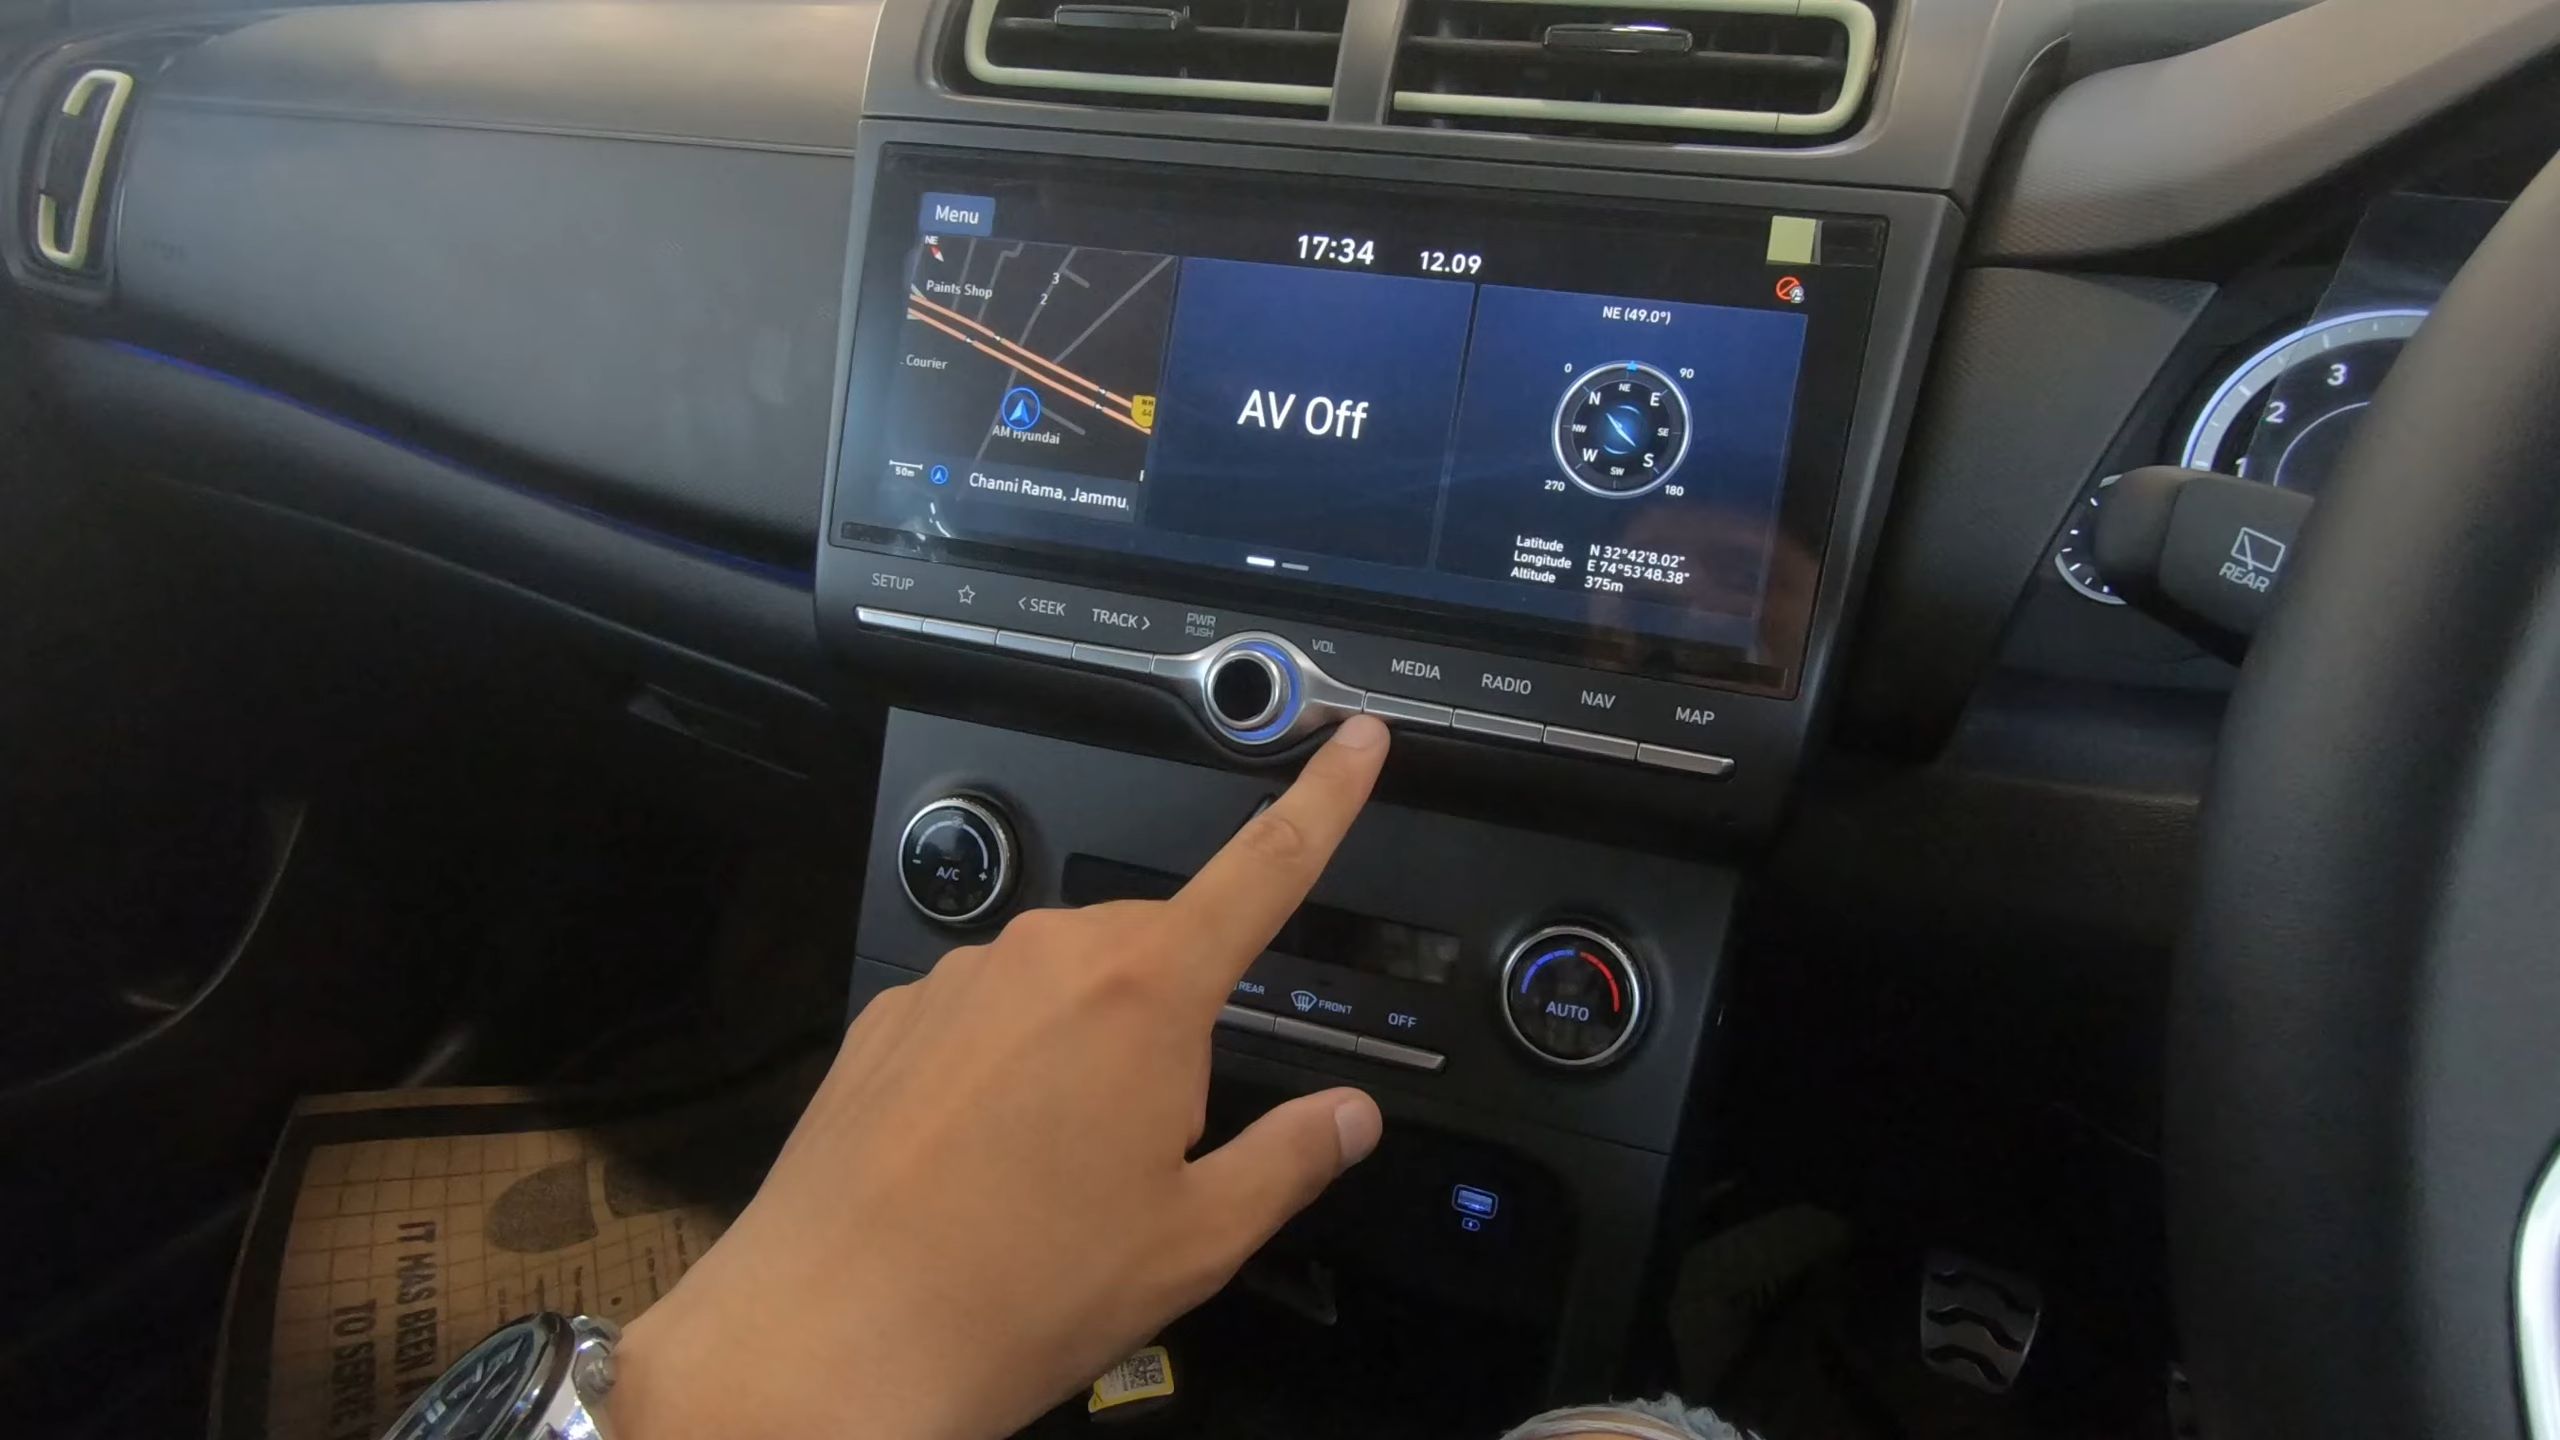 Menu
17:34 12.09
NE
Paints Shop
3
2
Courier
NH
44
AM Hyundai
50m
Channi Rama, Jammu,
AV Off
NE (49.0°)
0
90
NE
N
E
NW
SE
W
S
SW
270
180
Latitude N 32°42'8.02"
Longitude E 74°53'48.38"
Altitude 375m
SETUP
< SEEK
TRACK >
PWR
PUSH
VOL
MEDIA
RADIO
NAV
MAP
A/C
- +
REAR
FRONT
OFF
AUTO
3
2
1
REAR
IT HAS BEEN
TO SERVE